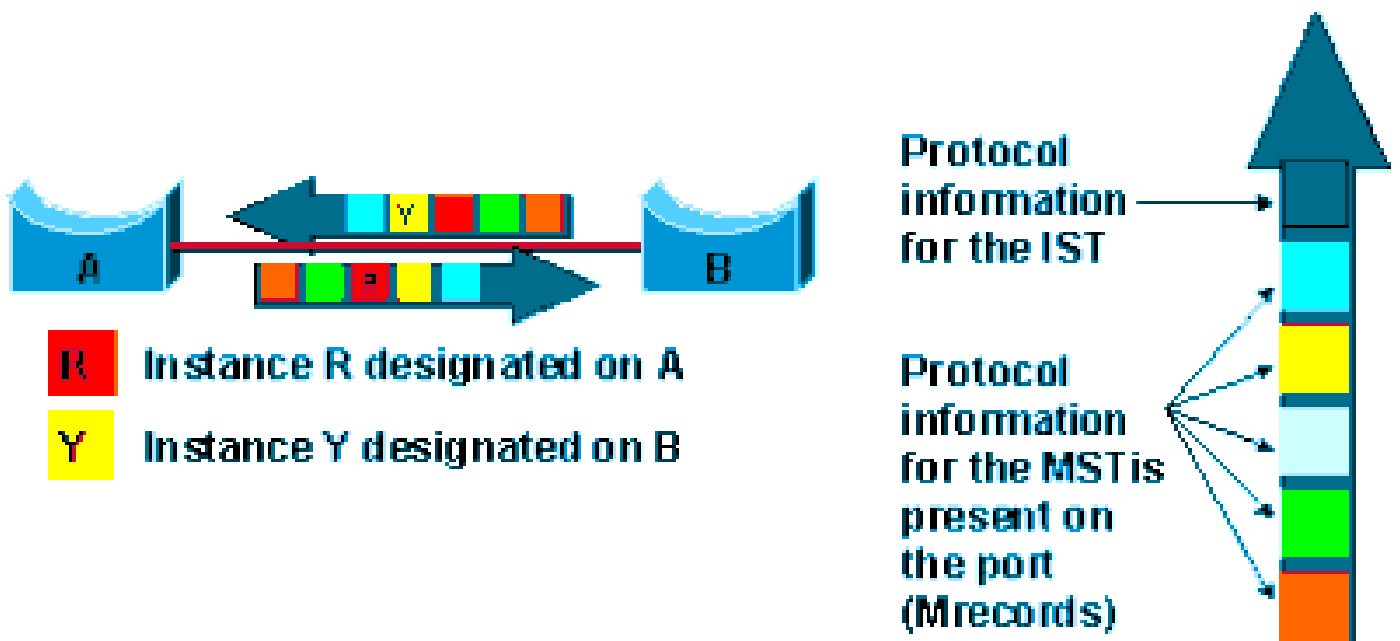 Y
A
B
R Instance R designated on A
Y Instance Y designated on B
Protocol
information
for the IST
Protocol
information
for the MSTis
present on
the port
(Mrecords)